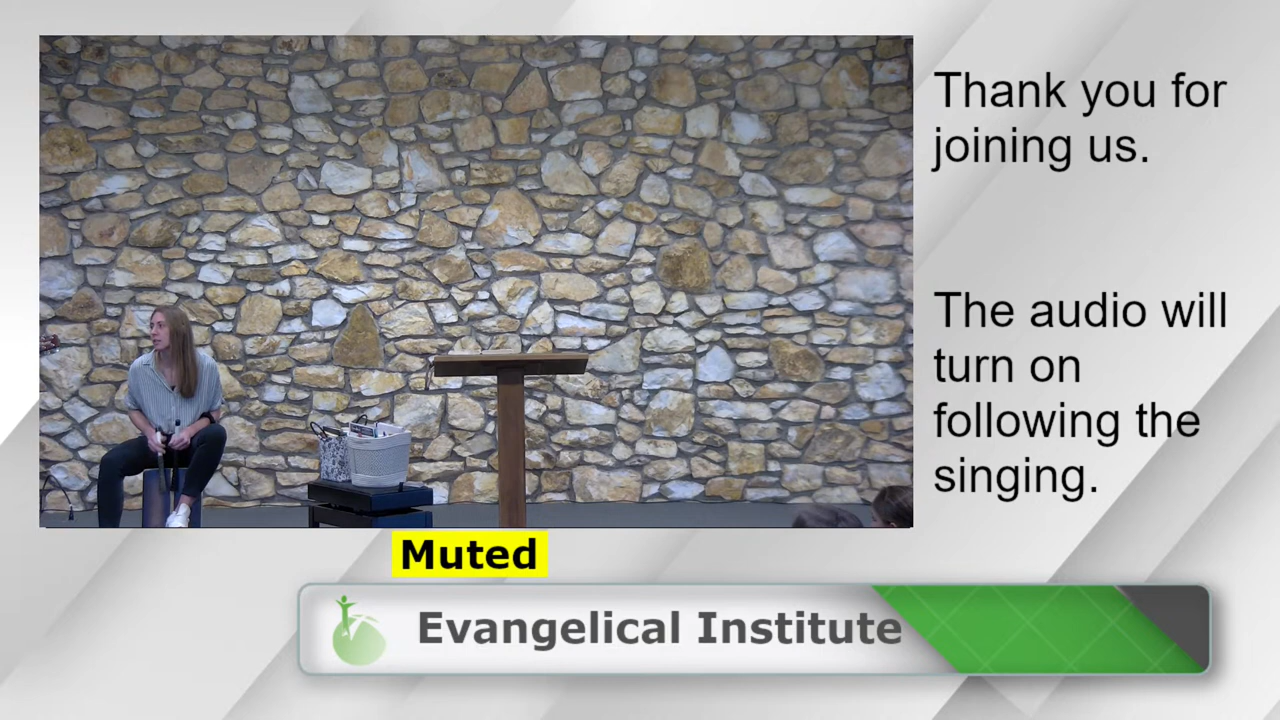 Thank you for
joining us.
The audio will
turn on
following the
singing.
Muted
Evangelical Institute